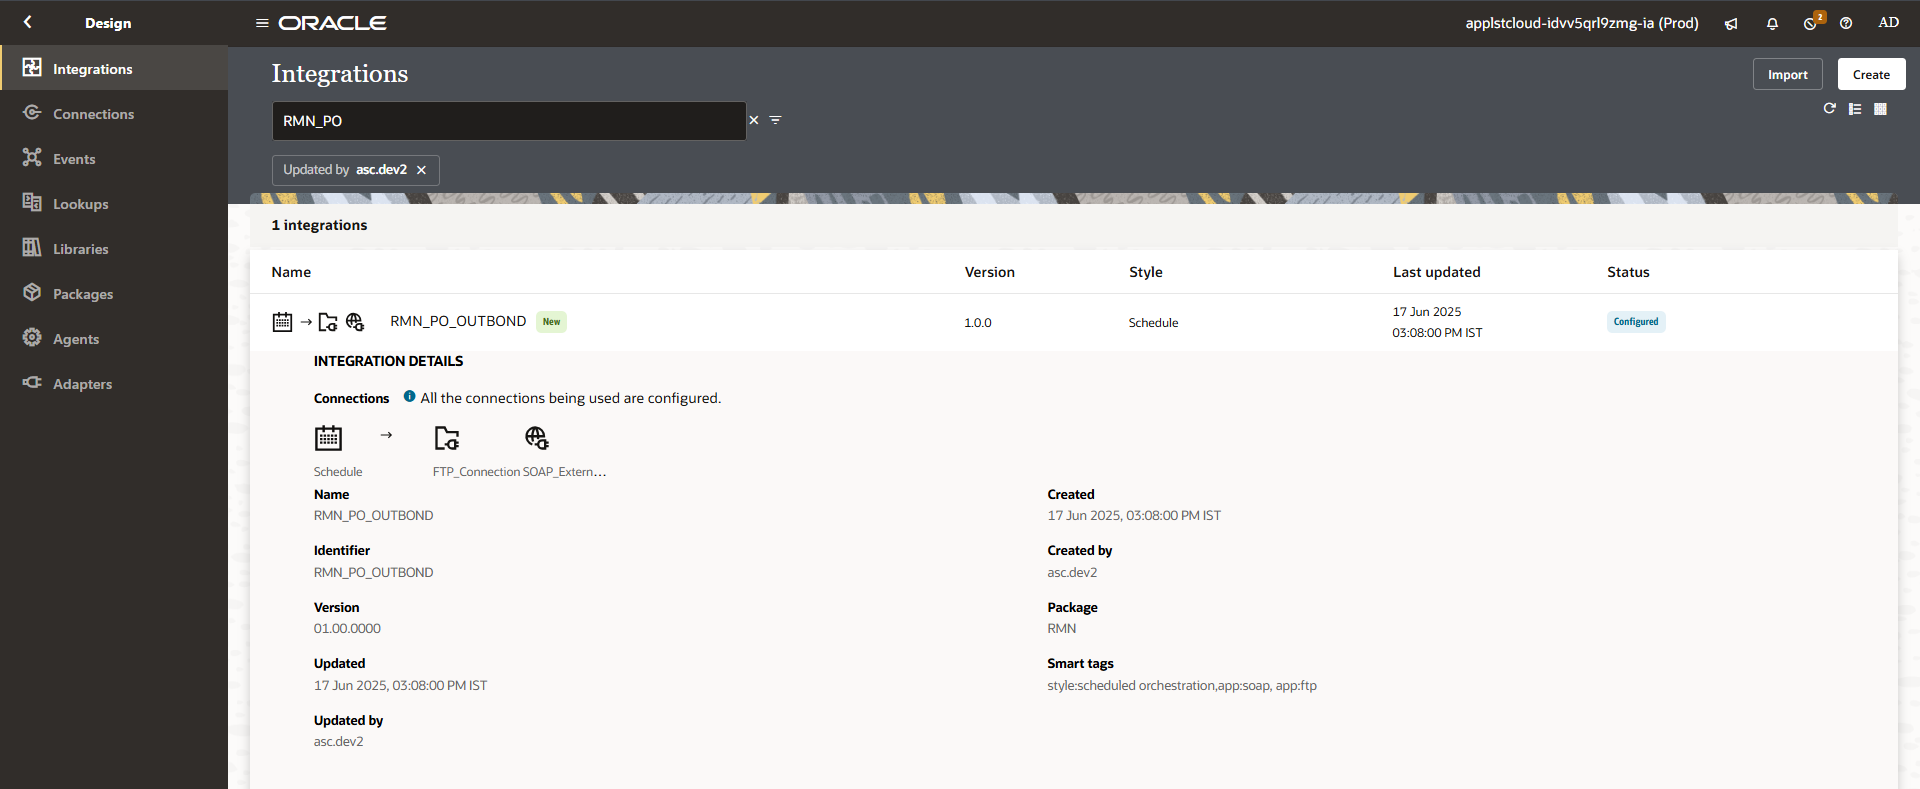 Design
ORACLE
applstcloud-idvv5qrl9zmg-ia (Prod)
2
AD
Integrations
Connections
Events
Lookups
Libraries
Packages
Agents
Adapters
Integrations
Import
Create
RMN_PO
Updated by asc.dev2
1 integrations
Name Version Style Last updated Status
RMN_PO_OUTBOND New 1.0.0 Schedule 17 Jun 2025 03:08:00 PM IST Configured
INTEGRATION DETAILS
Connections All the connections being used are configured.
Schedule FTP_Connection SOAP_Extern...
Name
RMN_PO_OUTBOND
Identifier
RMN_PO_OUTBOND
Version
01.00.0000
Updated
17 Jun 2025, 03:08:00 PM IST
Updated by
asc.dev2
Created
17 Jun 2025, 03:08:00 PM IST
Created by
asc.dev2
Package
RMN
Smart tags
style:scheduled orchestration,app:soap, app:ftp